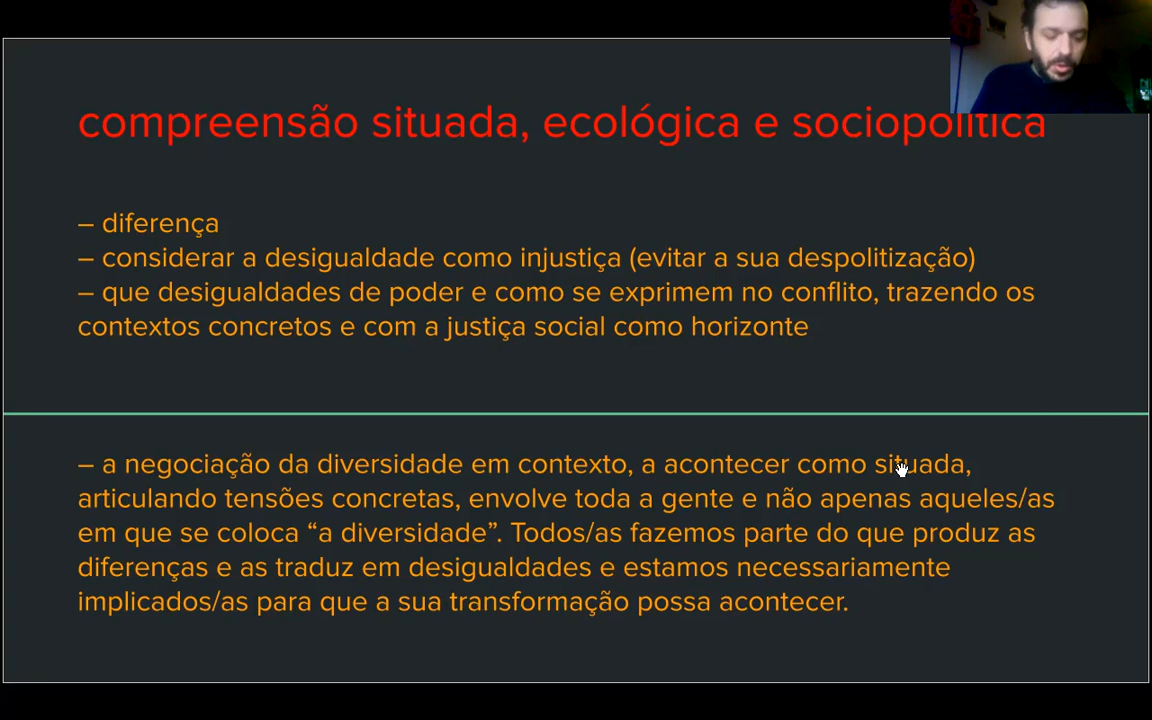 compreensão situada, ecológica e sociopolítica
– diferença
– considerar a desigualdade como injustiça (evitar a sua despolitização)
– que desigualdades de poder e como se exprimem no conflito, trazendo os
contextos concretos e com a justiça social como horizonte
– a negociação da diversidade em contexto, a acontecer como situada,
articulando tensões concretas, envolve toda a gente e não apenas aqueles/as
em que se coloca “a diversidade”. Todos/as fazemos parte do que produz as
diferenças e as traduz em desigualdades e estamos necessariamente
implicados/as para que a sua transformação possa acontecer.